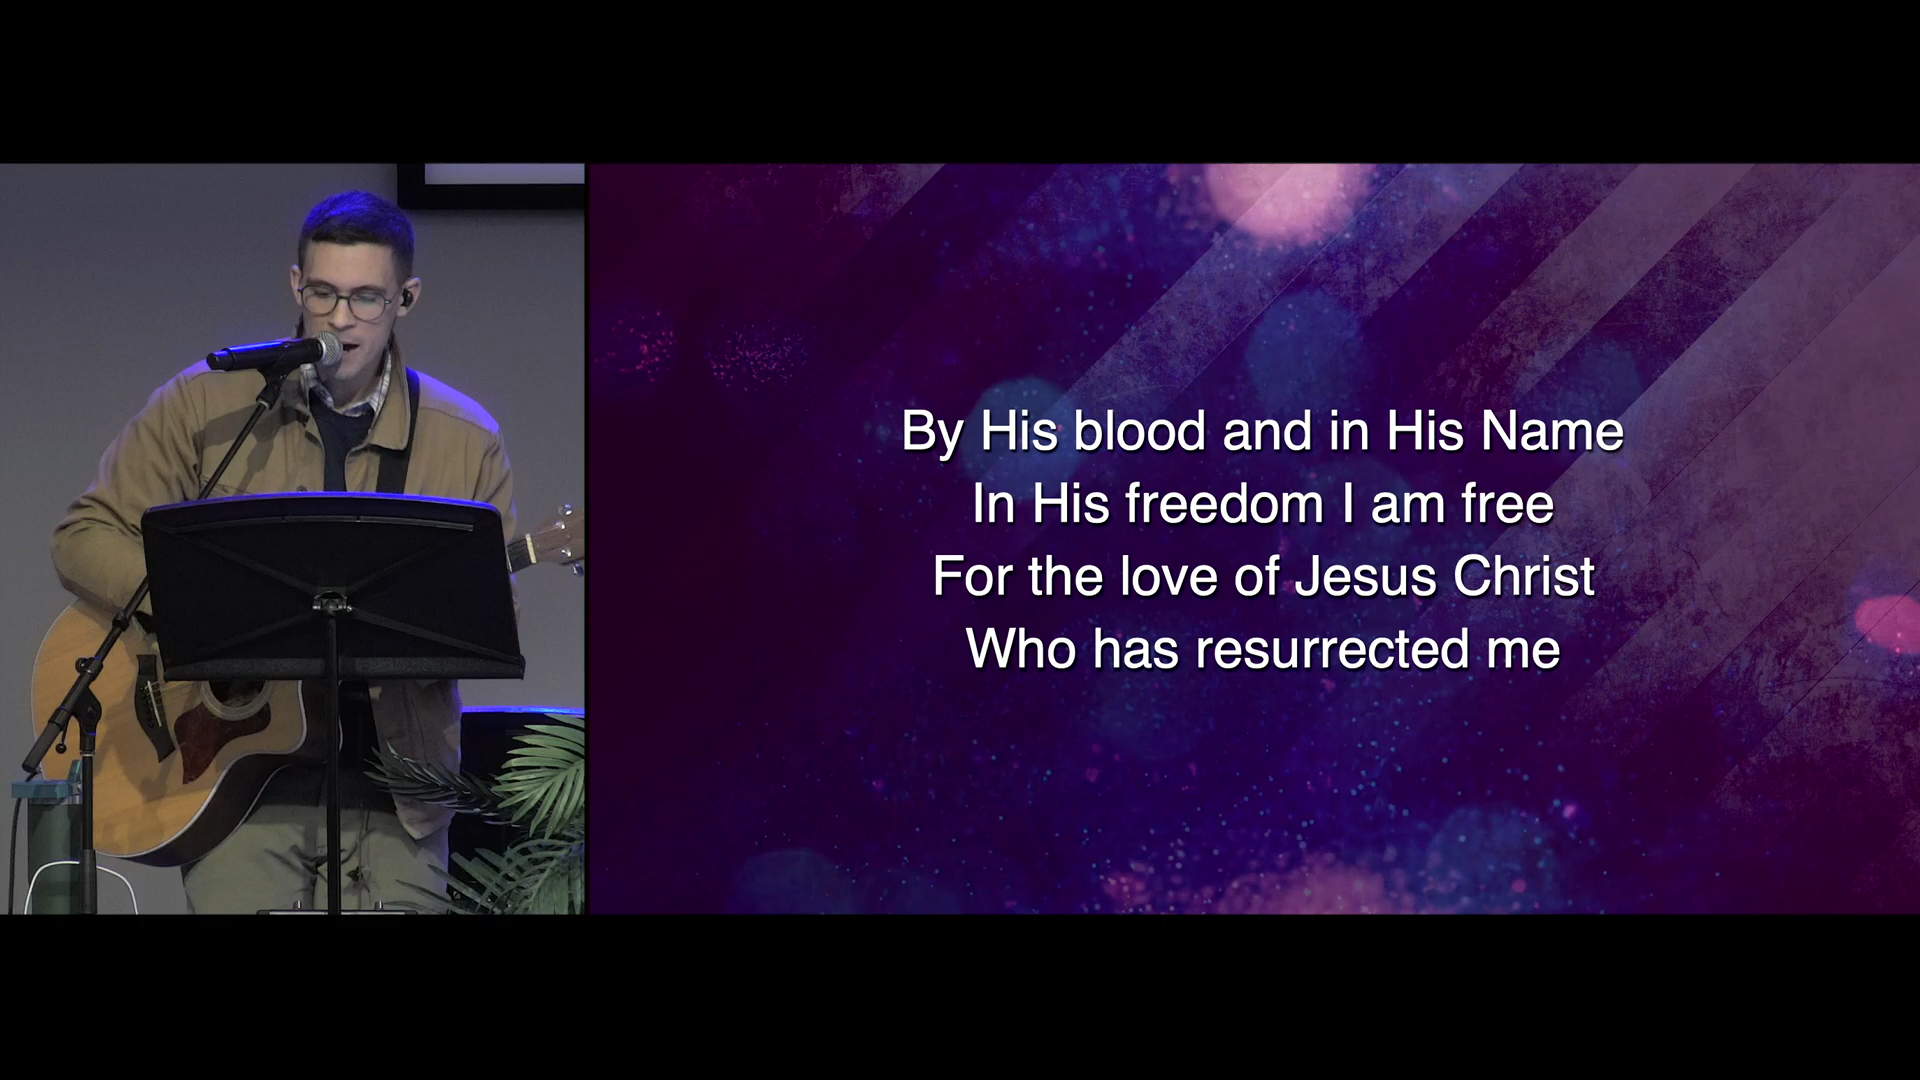 By His blood and in His Name
In His freedom I am free
For the love of Jesus Christ
Who has resurrected me